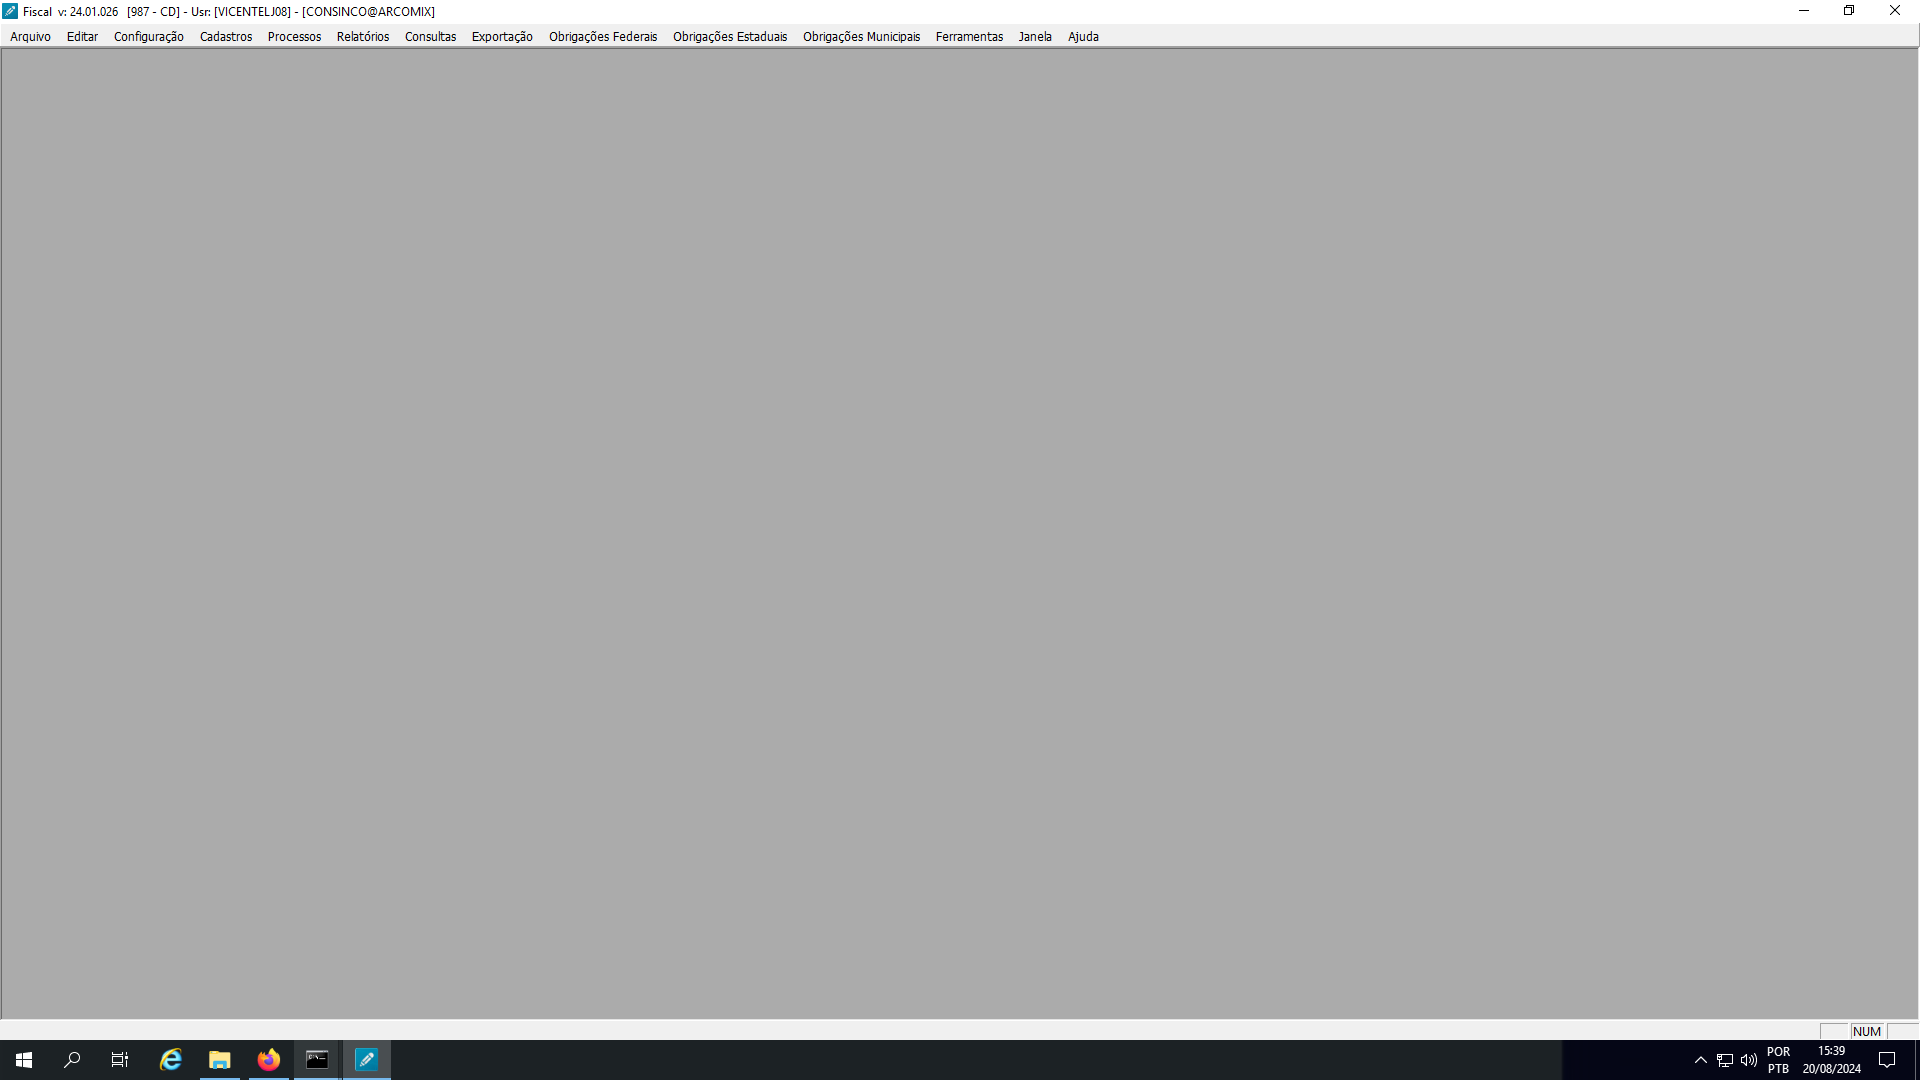 Fiscal v: 24.01.026 [987 - CD] - Usr: [VICENTELJ08] - [CONSINCO@ARCOMIX]
Arquivo Editar Configuração Cadastros Processos Relatórios Consultas Exportação Obrigações Federais Obrigações Estaduais Obrigações Municipais Ferramentas Janela Ajuda
NUM
POR 15:39
PTB 20/08/2024